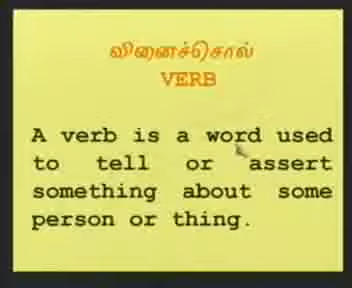 வினைச்சொல்
VERB
A verb is a word used
to tell or assert
something about some
person or thing.